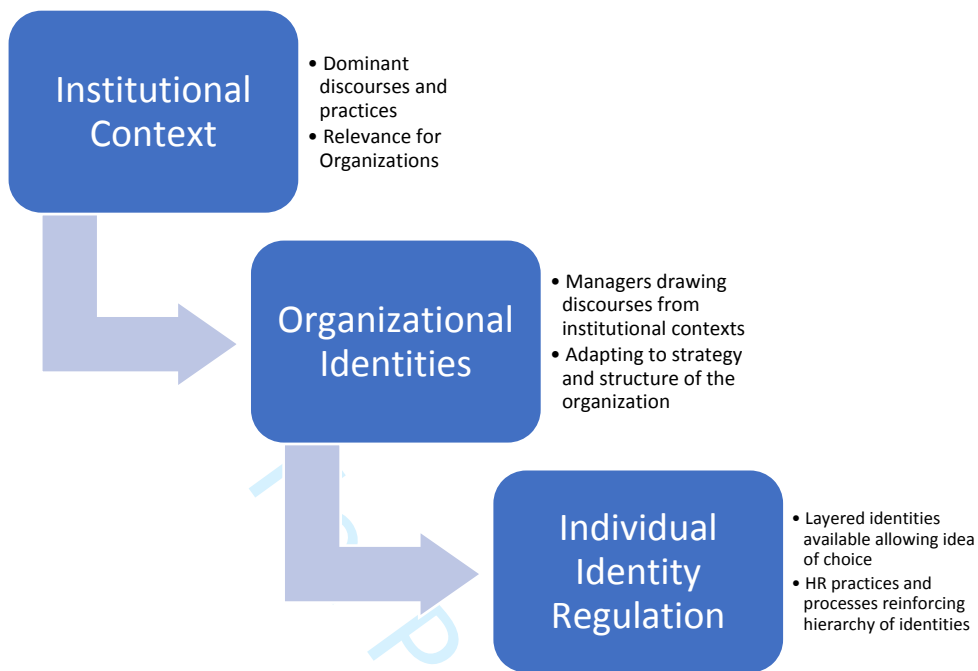 Institutional
Context
• Dominant
discourses and
practices
• Relevance for
Organizations
Organizational
Identities
• Managers drawing
discourses from
institutional contexts
• Adapting to strategy
and structure of the
organization
Individual
Identity
Regulation
• Layered identities
available allowing idea
of choice
• HR practices and
processes reinforcing
hierarchy of identities